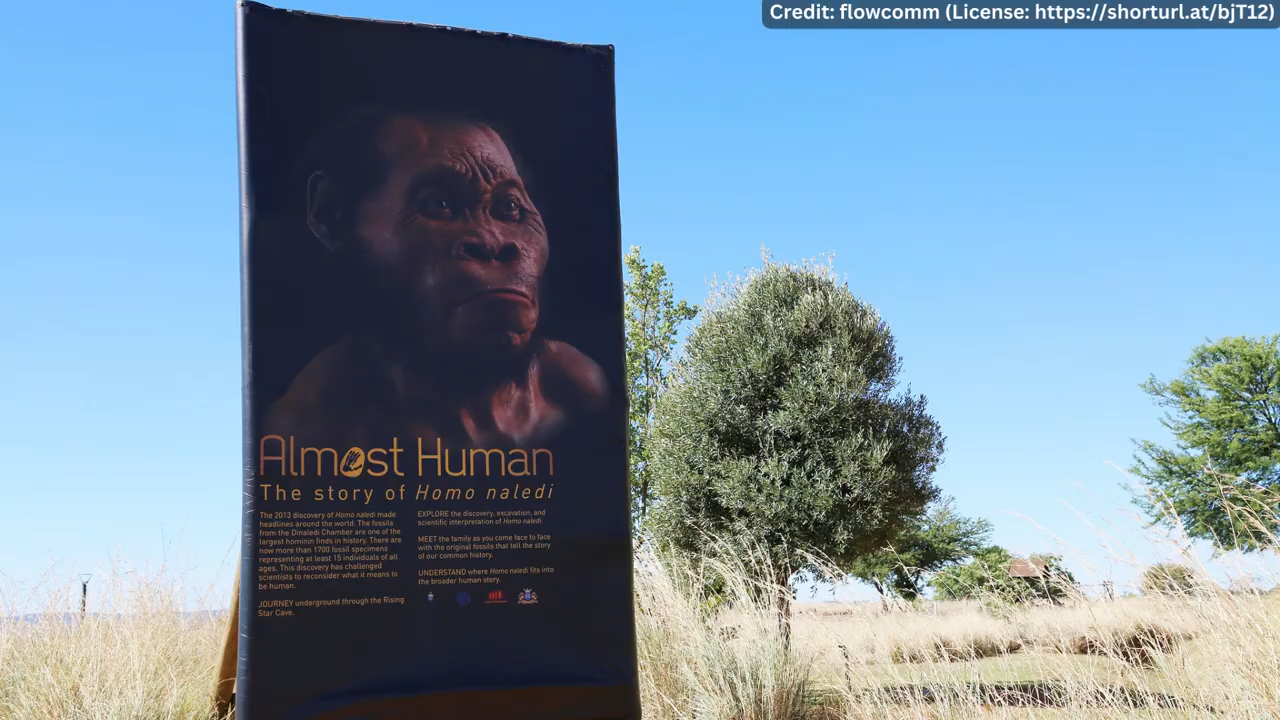 Credit: flowcomm (License: https://shorturl.at/bjT12)
Almost Human
The story of Homo naledi
The 2013 discovery of Homo naledi made
headlines around the world. The fossils
from the Dinaledi Chamber are one of the
largest hominin finds in history. There are
now more than 1700 fossil specimens
representing at least 15 individuals of all
ages. This discovery has challenged
scientists to reconsider what it means to
be human.
JOURNEY underground through the Rising
Star Cave.
EXPLORE the discovery, excavation, and
scientific interpretation of Homo naledi.
MEET the family as you come face to face
with the original fossils that tell the story
of our common history.
UNDERSTAND where Homo naledi fits into
the broader human story.